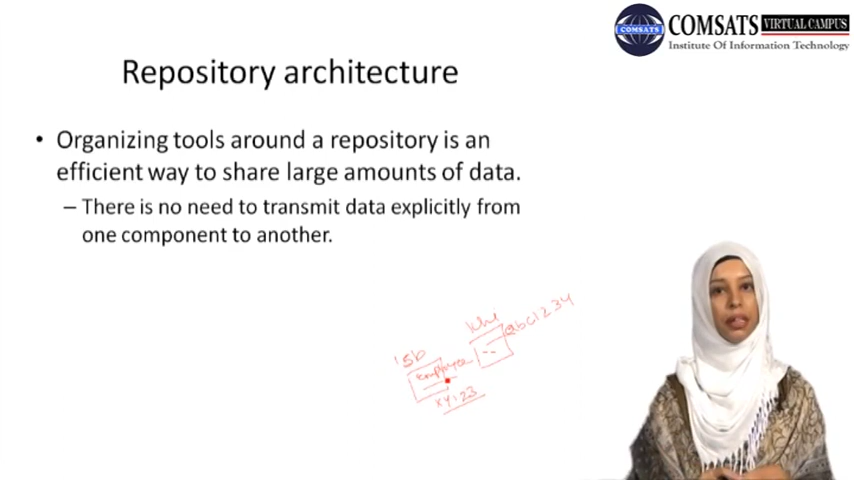 COMSATS VIRTUAL CAMPUS
COMSATS
Institute Of Information Technology
Repository architecture
• Organizing tools around a repository is an
efficient way to share large amounts of data.
– There is no need to transmit data explicitly from
one component to another.
khi
abc1234
isb
employee
xy123